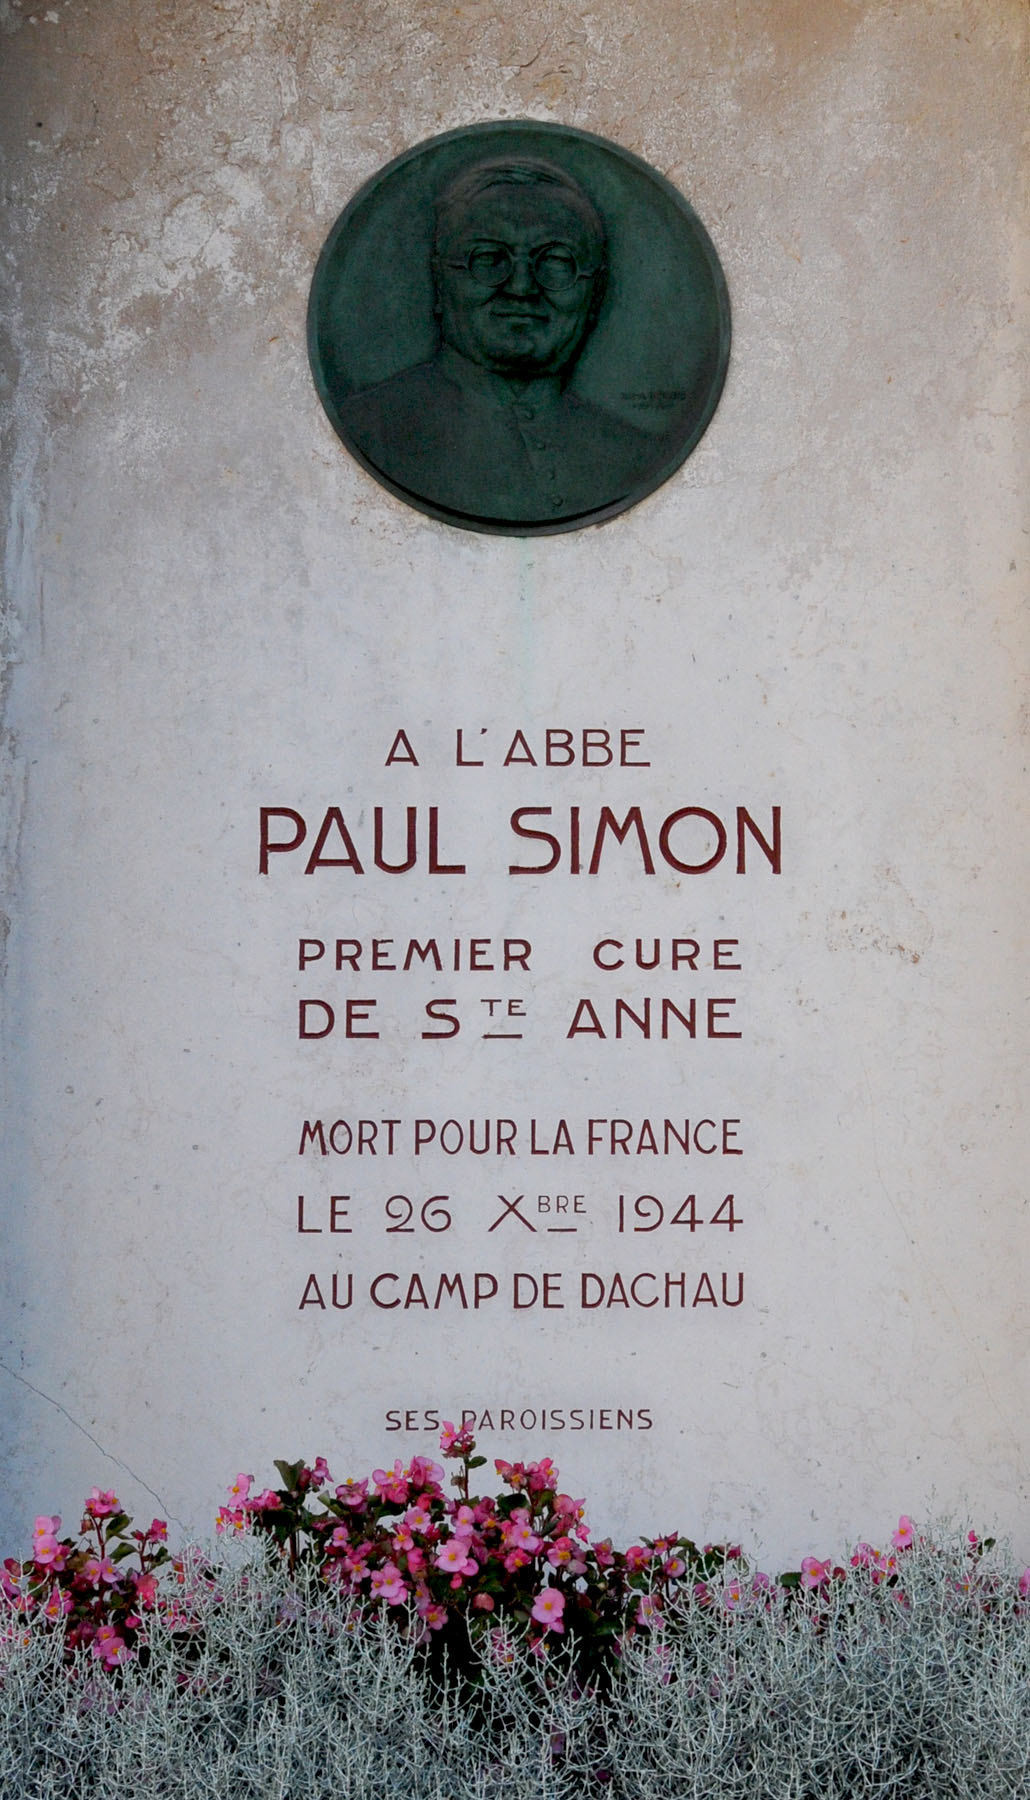 A L'ABBE
PAUL SIMON
PREMIER CURE
DE STE ANNE
MORT POUR LA FRANCE
LE 26 XBRE 1944
AU CAMP DE DACHAU
SES PAROISSIENS